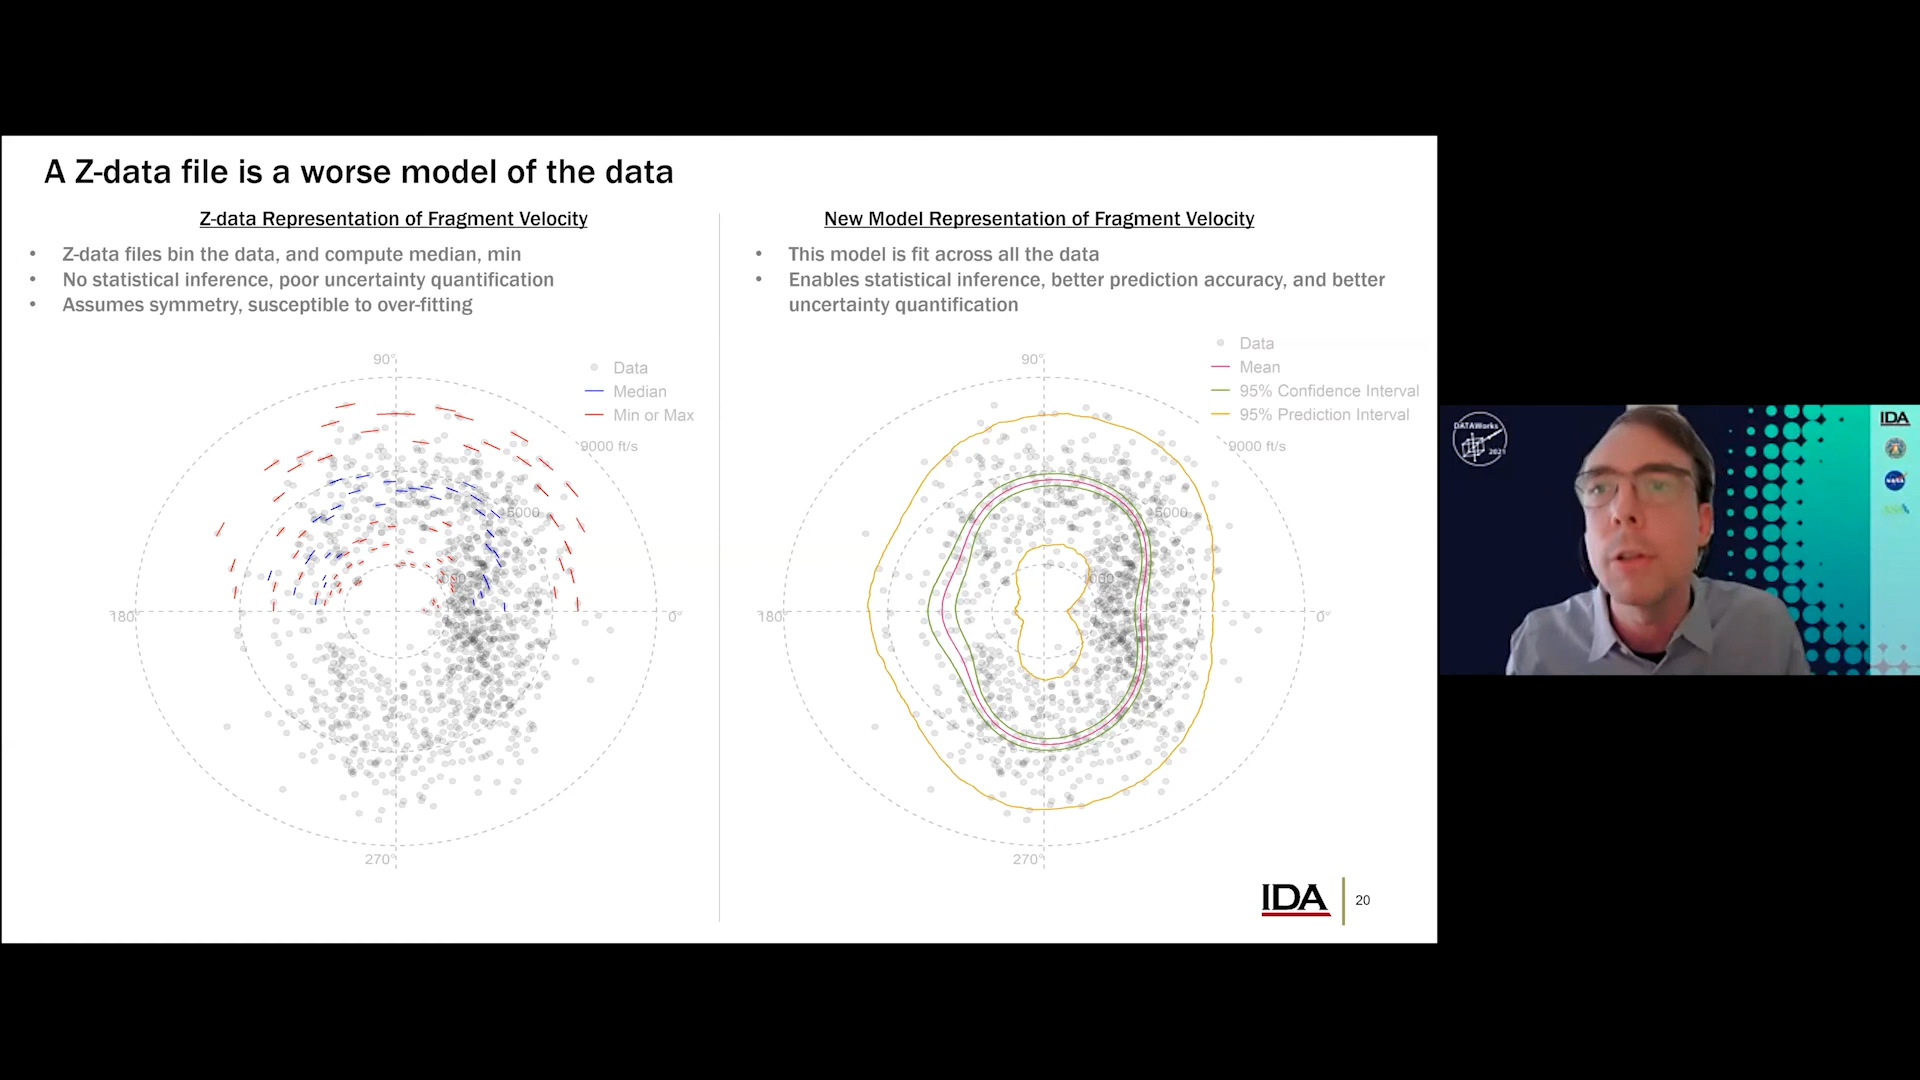 A Z-data file is a worse model of the data
Z-data Representation of Fragment Velocity
• Z-data files bin the data, and compute median, min
• No statistical inference, poor uncertainty quantification
• Assumes symmetry, susceptible to over-fitting
90°
Data
Median
Min or Max
9000 ft/s
5000
1000
180
0°
270°
New Model Representation of Fragment Velocity
• This model is fit across all the data
• Enables statistical inference, better prediction accuracy, and better
uncertainty quantification
90°
Data
Mean
95% Confidence Interval
95% Prediction Interval
9000 ft/s
5000
1000
180
0°
270°
IDA
20
DATAWorks
2021
IDA
NASA